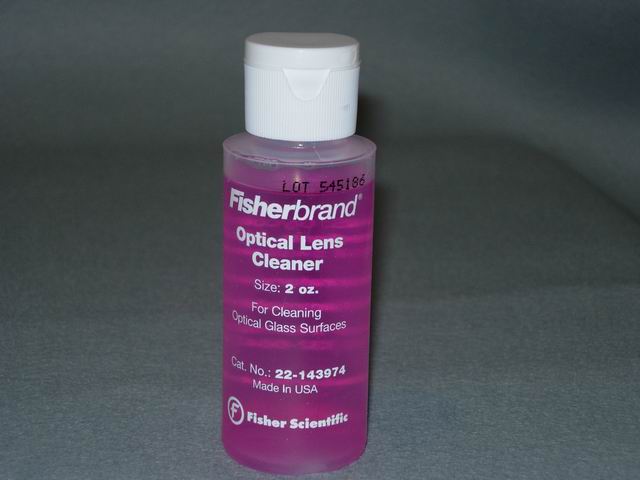 LOT 545186
Fisherbrand®
Optical Lens
Cleaner
Size: 2 oz.
For Cleaning
Optical Glass Surfaces
Cat. No.: 22-143974
Made In USA
F Fisher Scientific